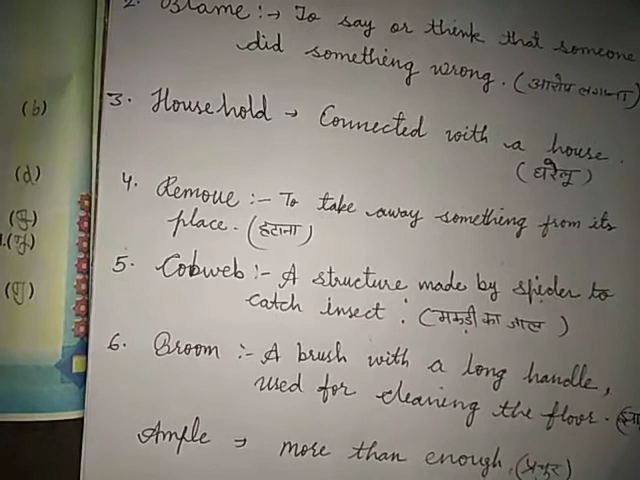 2. Blame :→ To say or think that someone
did something wrong. (आरोप लगाना)
3. Household → Connected with a house.
(घरेलू)
4. Remove :- To take away something from its
place. (हटाना)
5. Cobweb :- A structure made by spider to
catch insect. (मकड़ी का जाल)
6. Broom :- A brush with a long handle,
used for cleaning the floor.
Ample → more than enough. (प्रचुर)
(b)
(d)